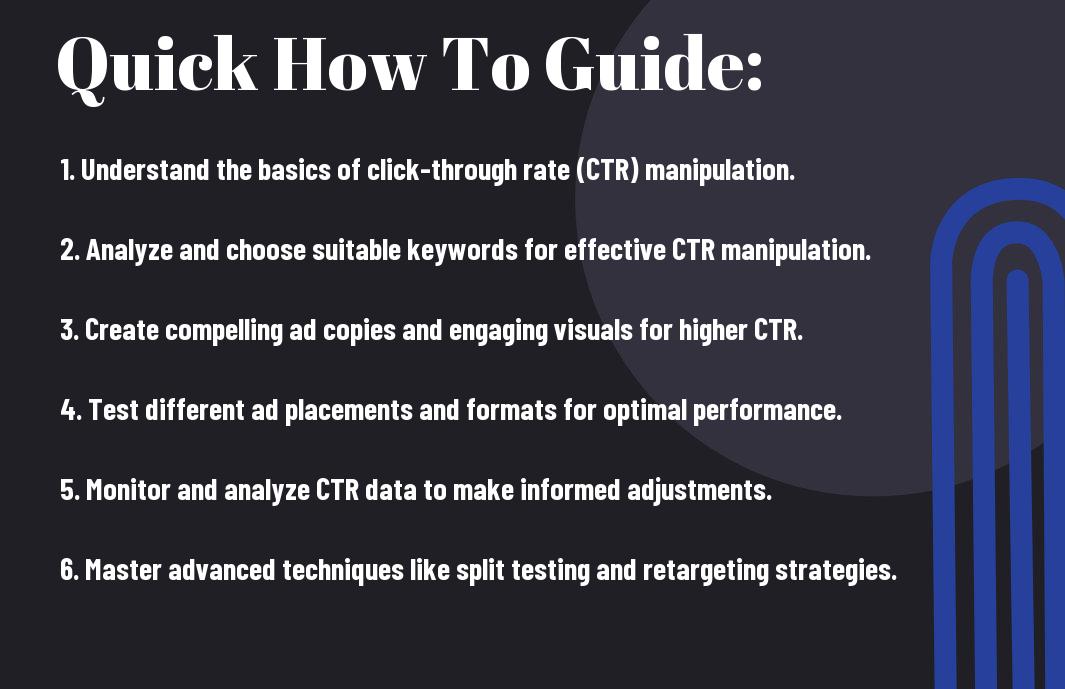 Quick How To Guide:
1. Understand the basics of click-through rate (CTR) manipulation.
2. Analyze and choose suitable keywords for effective CTR manipulation.
3. Create compelling ad copies and engaging visuals for higher CTR.
4. Test different ad placements and formats for optimal performance.
5. Monitor and analyze CTR data to make informed adjustments.
6. Master advanced techniques like split testing and retargeting strategies.